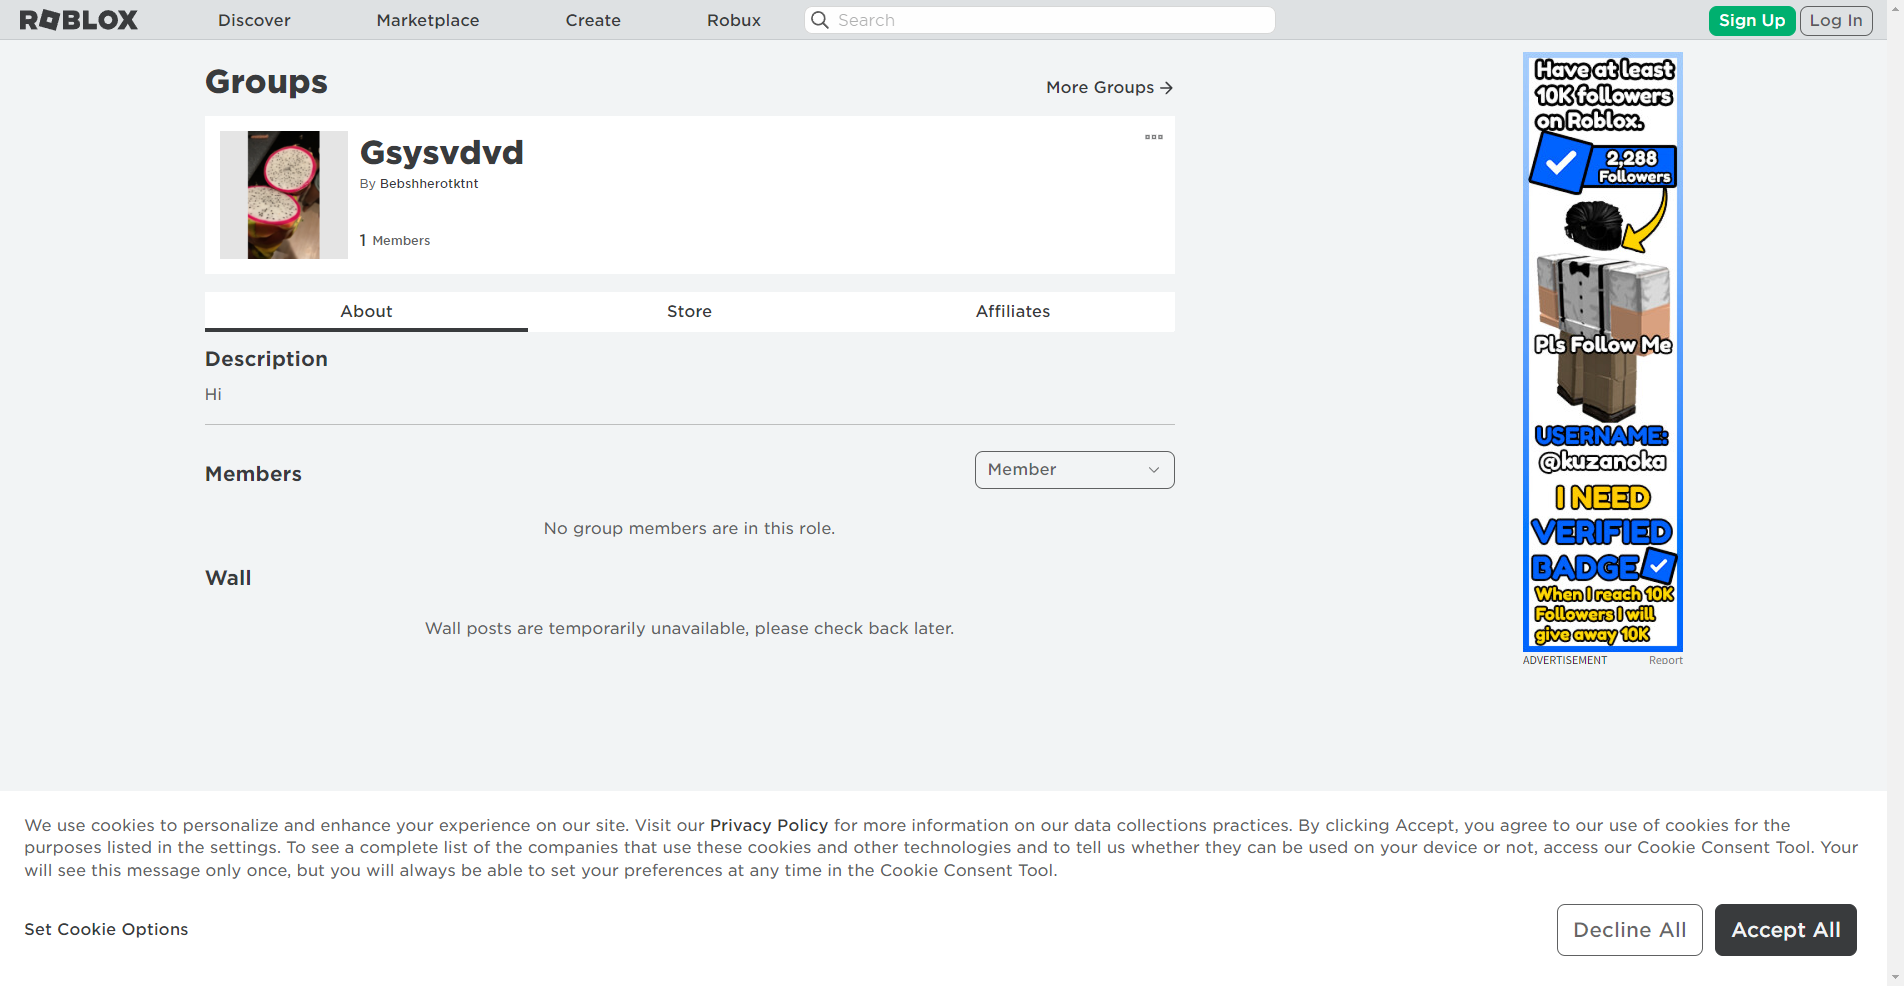 ROBLOX
Discover
Marketplace
Create
Robux
Search
Sign Up
Log In
Groups
More Groups
Gsysvdvd
By Bebshherotktnt
1 Members
About
Store
Affiliates
Description
Hi
Members
Member
No group members are in this role.
Wall
Wall posts are temporarily unavailable, please check back later.
Have at least
10K followers
on Roblox.
2,288
Followers
Pls Follow Me
USERNAME:
@kuzanoka
I NEED
VERIFIED
BADGE
When I reach 10K
Followers I will
give away 10K
ADVERTISEMENT
Report
We use cookies to personalize and enhance your experience on our site. Visit our Privacy Policy for more information on our data collections practices. By clicking Accept, you agree to our use of cookies for the
purposes listed in the settings. To see a complete list of the companies that use these cookies and other technologies and to tell us whether they can be used on your device or not, access our Cookie Consent Tool. Your
will see this message only once, but you will always be able to set your preferences at any time in the Cookie Consent Tool.
Set Cookie Options
Decline All
Accept All